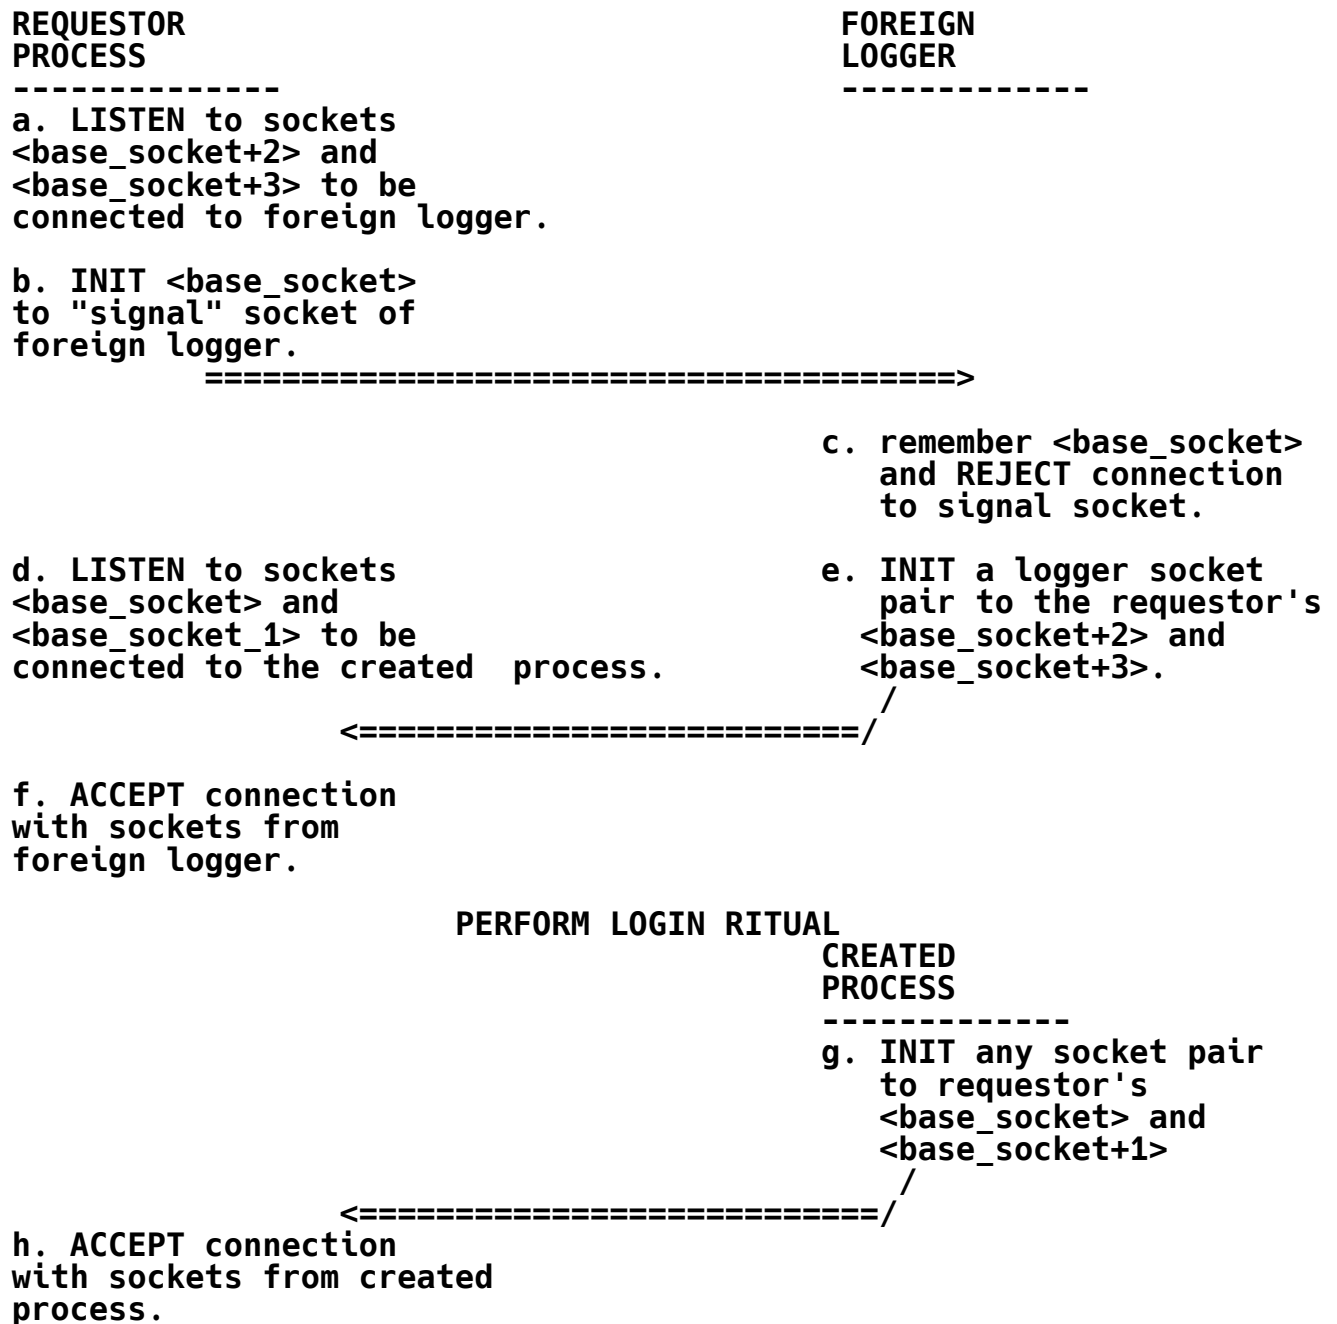 REQUESTOR                                  FOREIGN
PROCESS                                    LOGGER
--------------                             -------------
a. LISTEN to sockets
<base_socket+2> and
<base_socket+3> to be
connected to foreign logger.

b. INIT <base_socket>
to "signal" socket of
foreign logger.
          =======================================>

                                          c. remember <base_socket>
                                             and REJECT connection
                                             to signal socket.

d. LISTEN to sockets                      e. INIT a logger socket
<base_socket> and                            pair to the requestor's
<base_socket_1> to be                       <base_socket+2> and
connected to the created  process.          <base_socket+3>.
                                             /
                 <==========================/

f. ACCEPT connection
with sockets from
foreign logger.

                       PERFORM LOGIN RITUAL
                                          CREATED
                                          PROCESS
                                          -------------
                                          g. INIT any socket pair
                                             to requestor's
                                             <base_socket> and
                                             <base_socket+1>
                                              /
                 <===========================/
h. ACCEPT connection
with sockets from created
process.